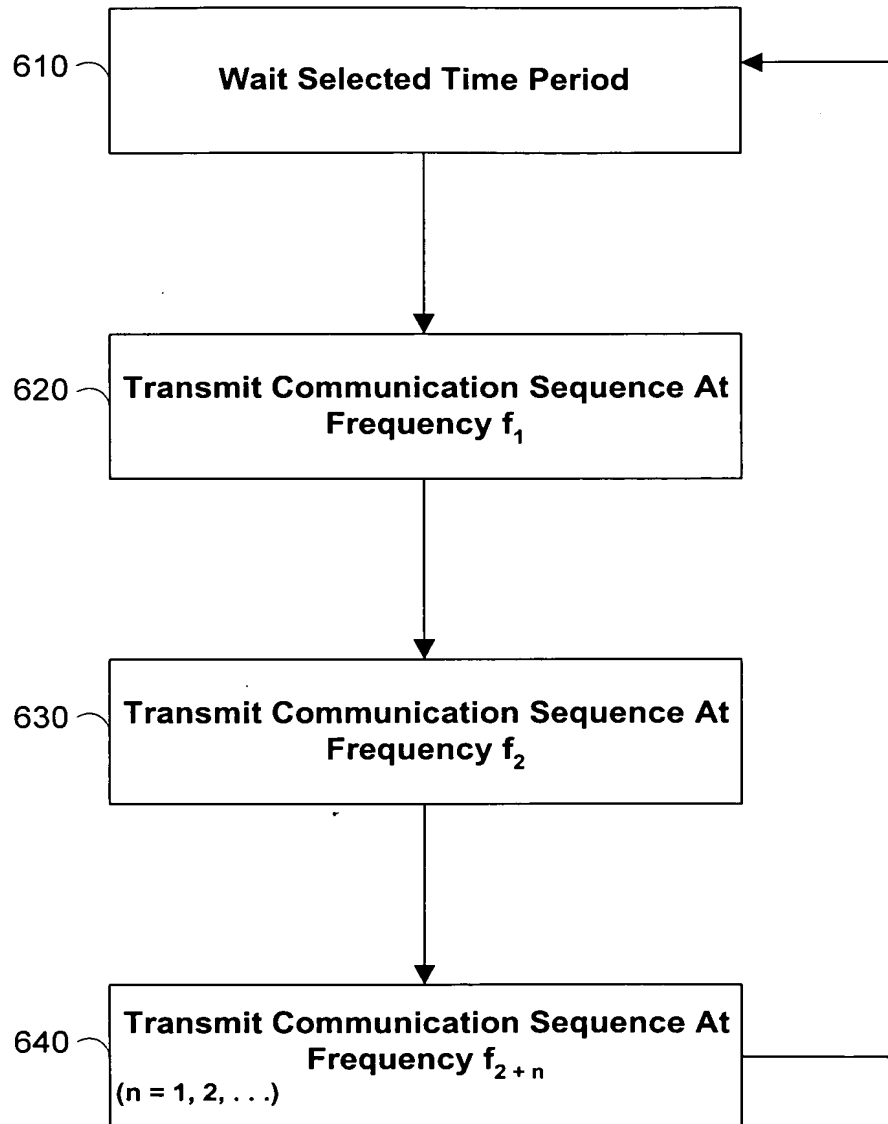 610
Wait Selected Time Period
620
Transmit Communication Sequence At
Frequency f₁
630
Transmit Communication Sequence At
Frequency f₂
640
Transmit Communication Sequence At
Frequency f₂ ₊ ₙ
(n = 1, 2, . . .)